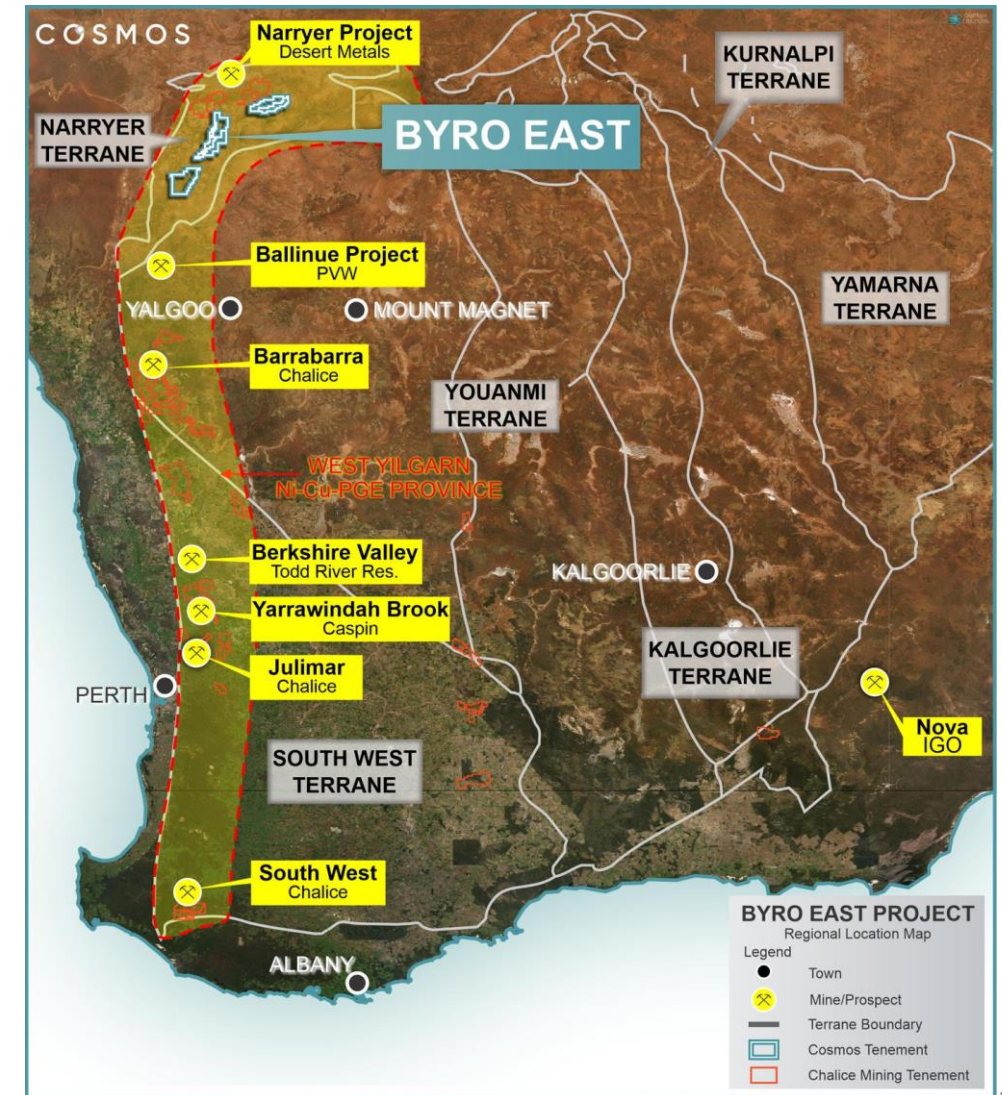 COSMOS
Narryer Project
Desert Metals
KURNALPI
TERRANE
NARRYER
TERRANE
BYRO EAST
Ballinue Project
PVW
YALGOO
MOUNT MAGNET
YAMARNA
TERRANE
Barrabarra
Chalice
YOUANMI
TERRANE
WEST YILGARN
Ni-Cu-PGE PROVINCE
Berkshire Valley
Todd River Res.
KALGOORLIE
Yarrawindah Brook
Caspin
Julimar
Chalice
KALGOORLIE
TERRANE
PERTH
Nova
IGO
SOUTH WEST
TERRANE
South West
Chalice
ALBANY
BYRO EAST PROJECT
Regional Location Map
Legend
Town
Mine/Prospect
Terrane Boundary
Cosmos Tenement
Chalice Mining Tenement